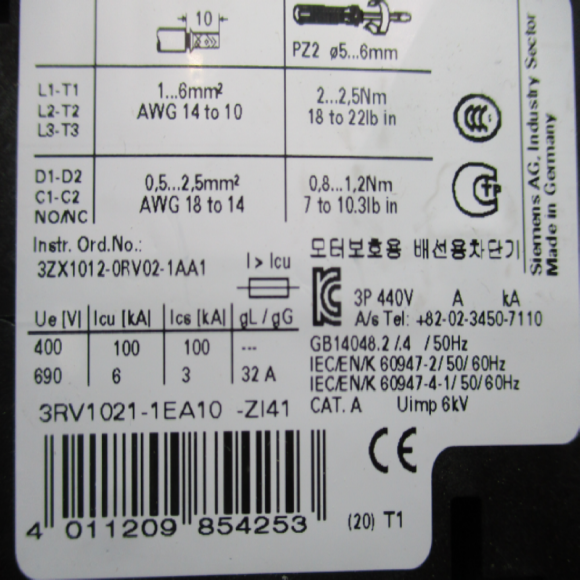 10
PZ2 ø5...6mm
L1-T1
L2-T2
L3-T3
1...6mm²
AWG 14 to 10
2...2,5Nm
18 to 22lb in
D1-D2
C1-C2
NO/NC
0,5...2,5mm²
AWG 18 to 14
0,8...1,2Nm
7 to 10.3lb in
Siemens AG, Industry Sector
Made in Germany
Instr. Ord.No.:
3ZX1012-0RV02-1AA1
I > Icu
모터보호용 배선용차단기
3P 440V A kA
A/s Tel: +82-02-3450-7110
Ue [V] Icu [kA] Ics [kA] gL / gG
400 100 100 ---
690 6 3 32 A
GB14048.2 /.4 / 50Hz
IEC/EN/K 60947-2/ 50/ 60Hz
IEC/EN/K 60947-4-1/ 50/60Hz
CAT. A Uimp 6kV
3RV1021-1EA10 -ZI41
CE
4 011209 854253
(20) T1